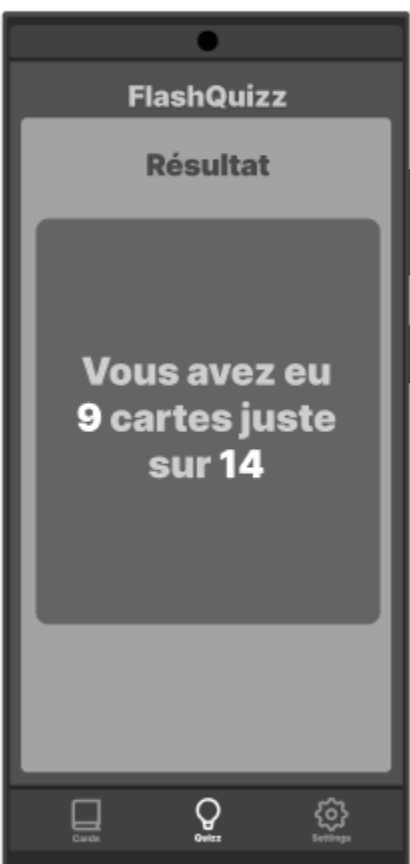 FlashQuizz
Résultat
Vous avez eu
9 cartes juste
sur 14
Cards
Quizz
Settings